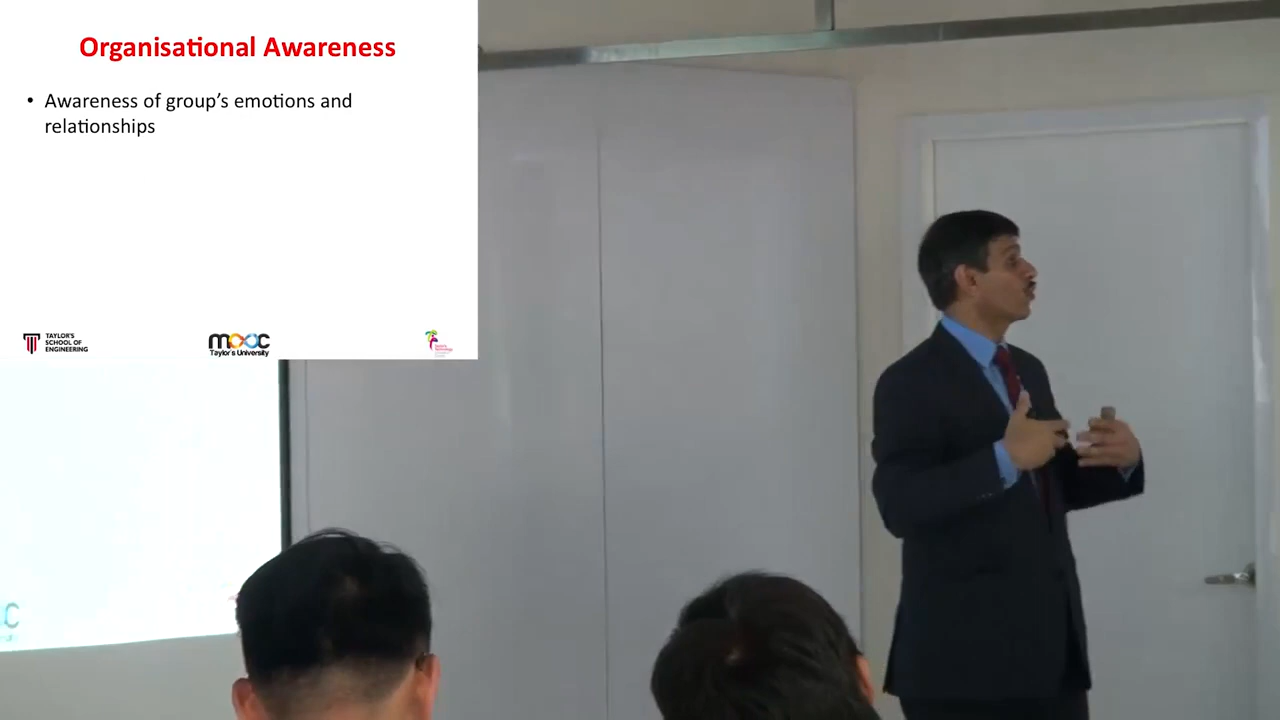 Organisational Awareness
• Awareness of group's emotions and
relationships
TAYLOR'S
SCHOOL OF
ENGINEERING
mooc
Taylor's University
C